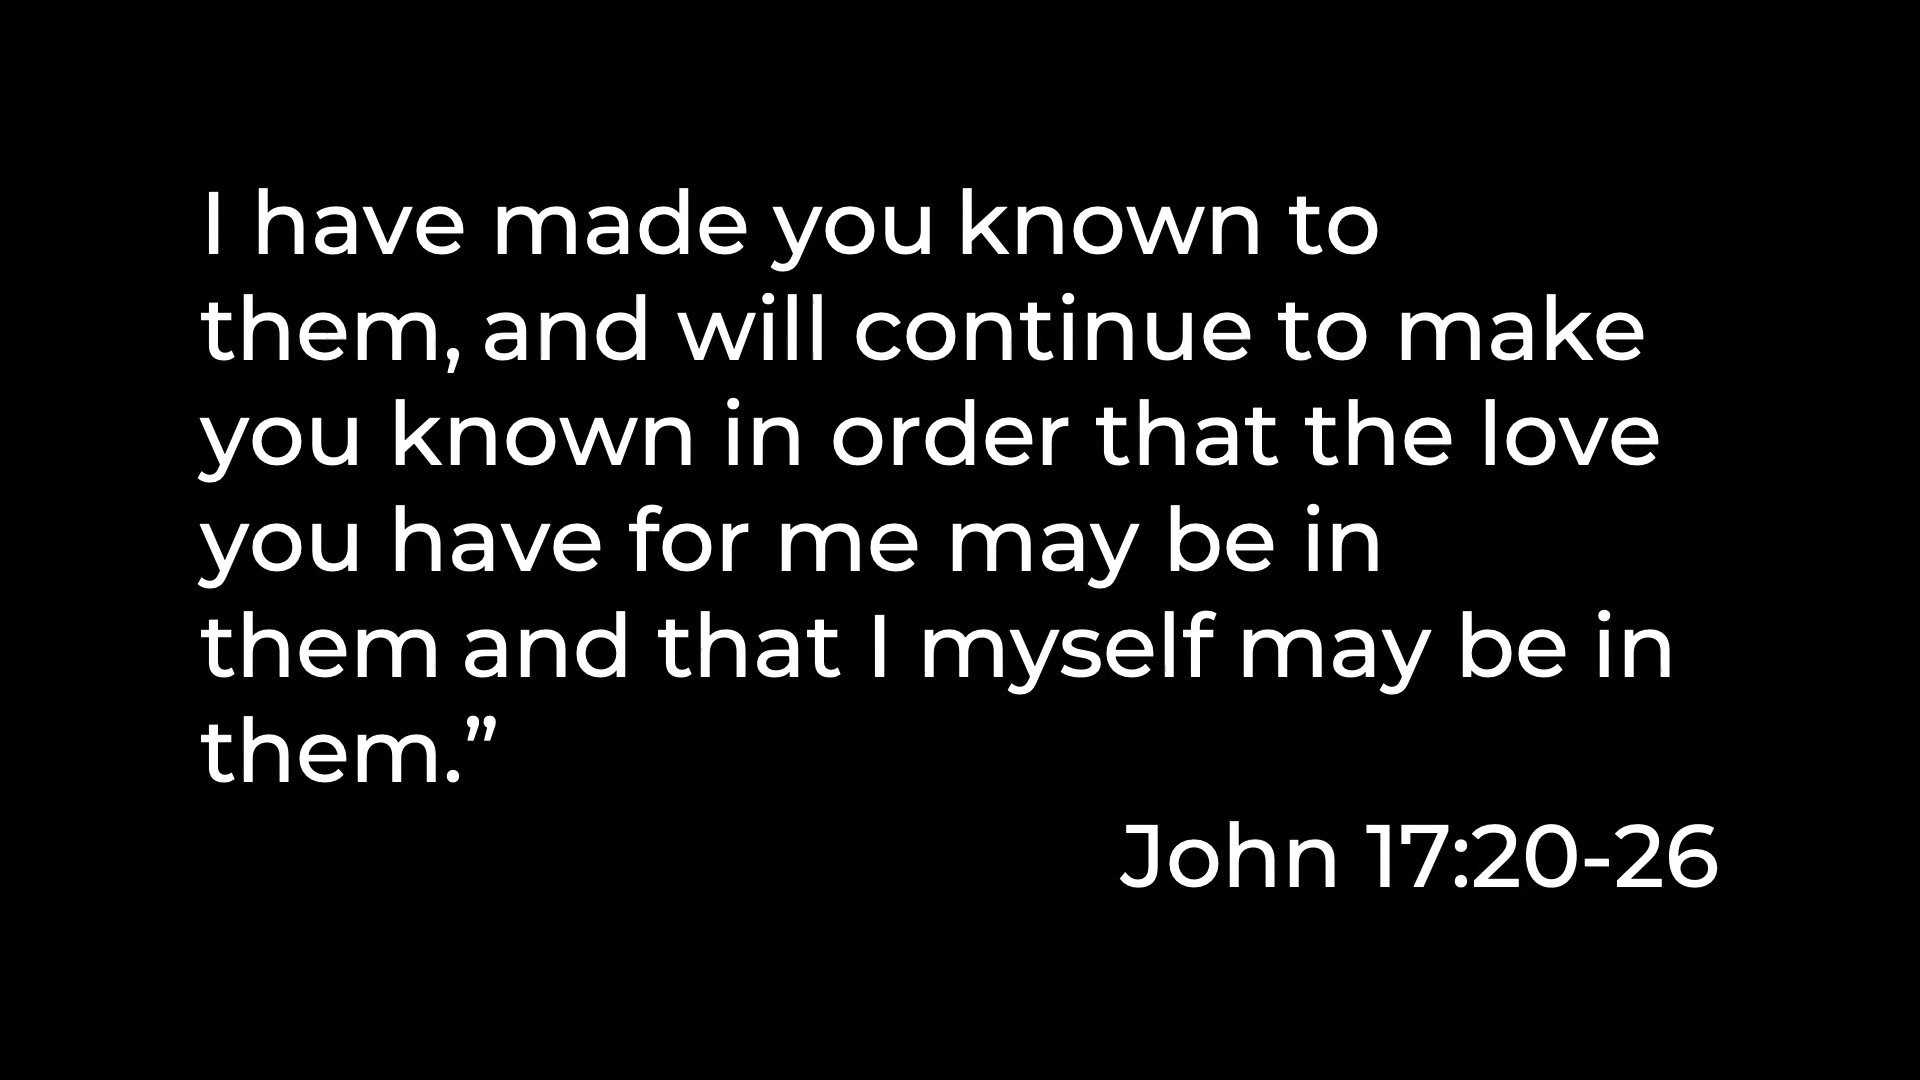 I have made you known to
them, and will continue to make
you known in order that the love
you have for me may be in
them and that I myself may be in
them.”
John 17:20-26